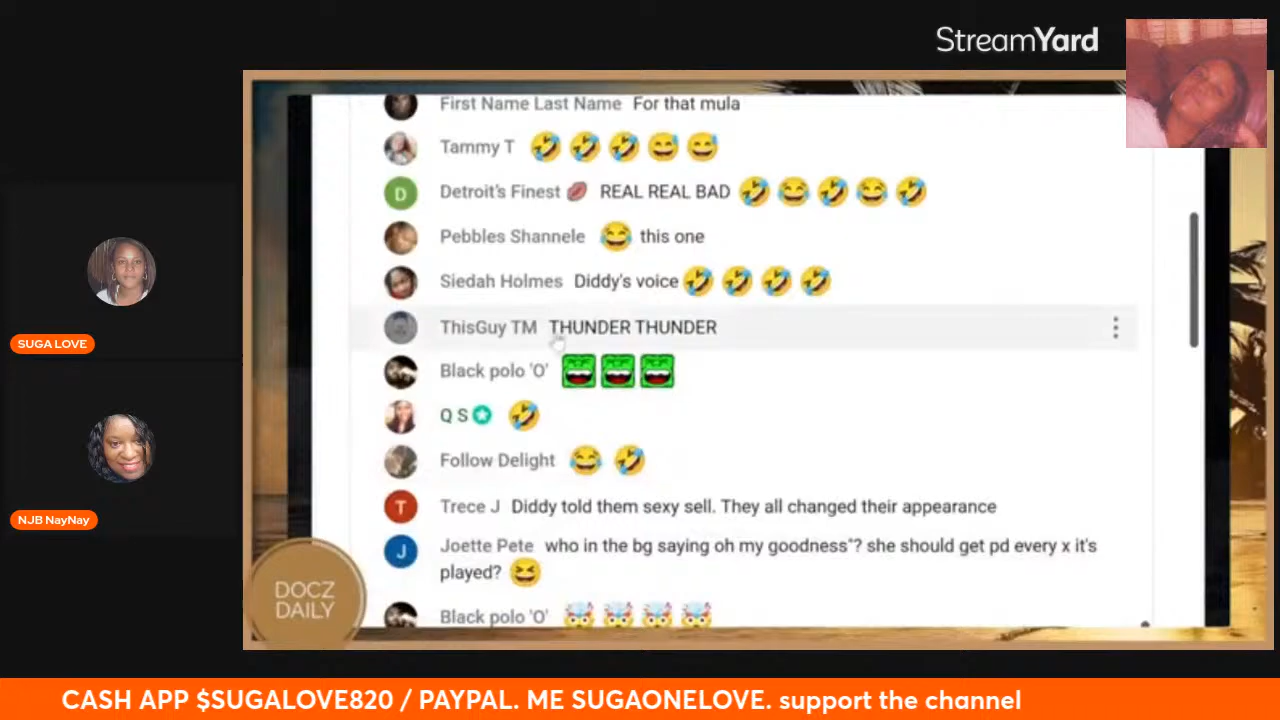 StreamYard
First Name Last Name For that mula
Tammy T 🤣 🤣 🤣 😅 😅
Detroit's Finest 💋 REAL REAL BAD 🤣 😂 🤣 😂 🤣
Pebbles Shannele 😂 this one
Siedah Holmes Diddy's voice 🤣 🤣 🤣 🤣
ThisGuy TM THUNDER THUNDER
Black polo 'O'
Q S 🤣
Follow Delight 😂 🤣
T Trece J Diddy told them sexy sell. They all changed their appearance
J Joette Pete who in the bg saying oh my goodness"? she should get pd every x it's
played? 😆
Black polo 'O' 🤯 🤯 🤯 🤯
D
SUGA LOVE
NJB NayNay
DOCZ
DAILY
CASH APP $SUGALOVE820 / PAYPAL. ME SUGAONELOVE. support the channel